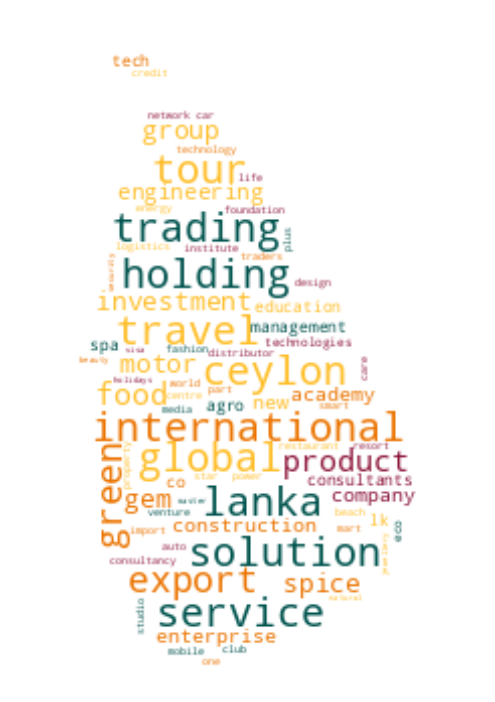 tech
credit
network car
group
technology
tour
life
engineering
energy
foundation
trading
plus
logistics
institute
traders
security
holding
design
investment
education
travel
management
technologies
spa
visa
fashion
distributor
beauty
motor
ceylon
care
holidays
world
part
food
centre
new
academy
media
agro
smart
international
green
property
global
restaurant
resort
product
star
power
consultants
gem
co
master
lanka
company
venture
beach
lk
eco
import
construction
mart
auto
solution
jewellery
consultancy
export
spice
natural
studio
service
enterprise
mobile
club
one